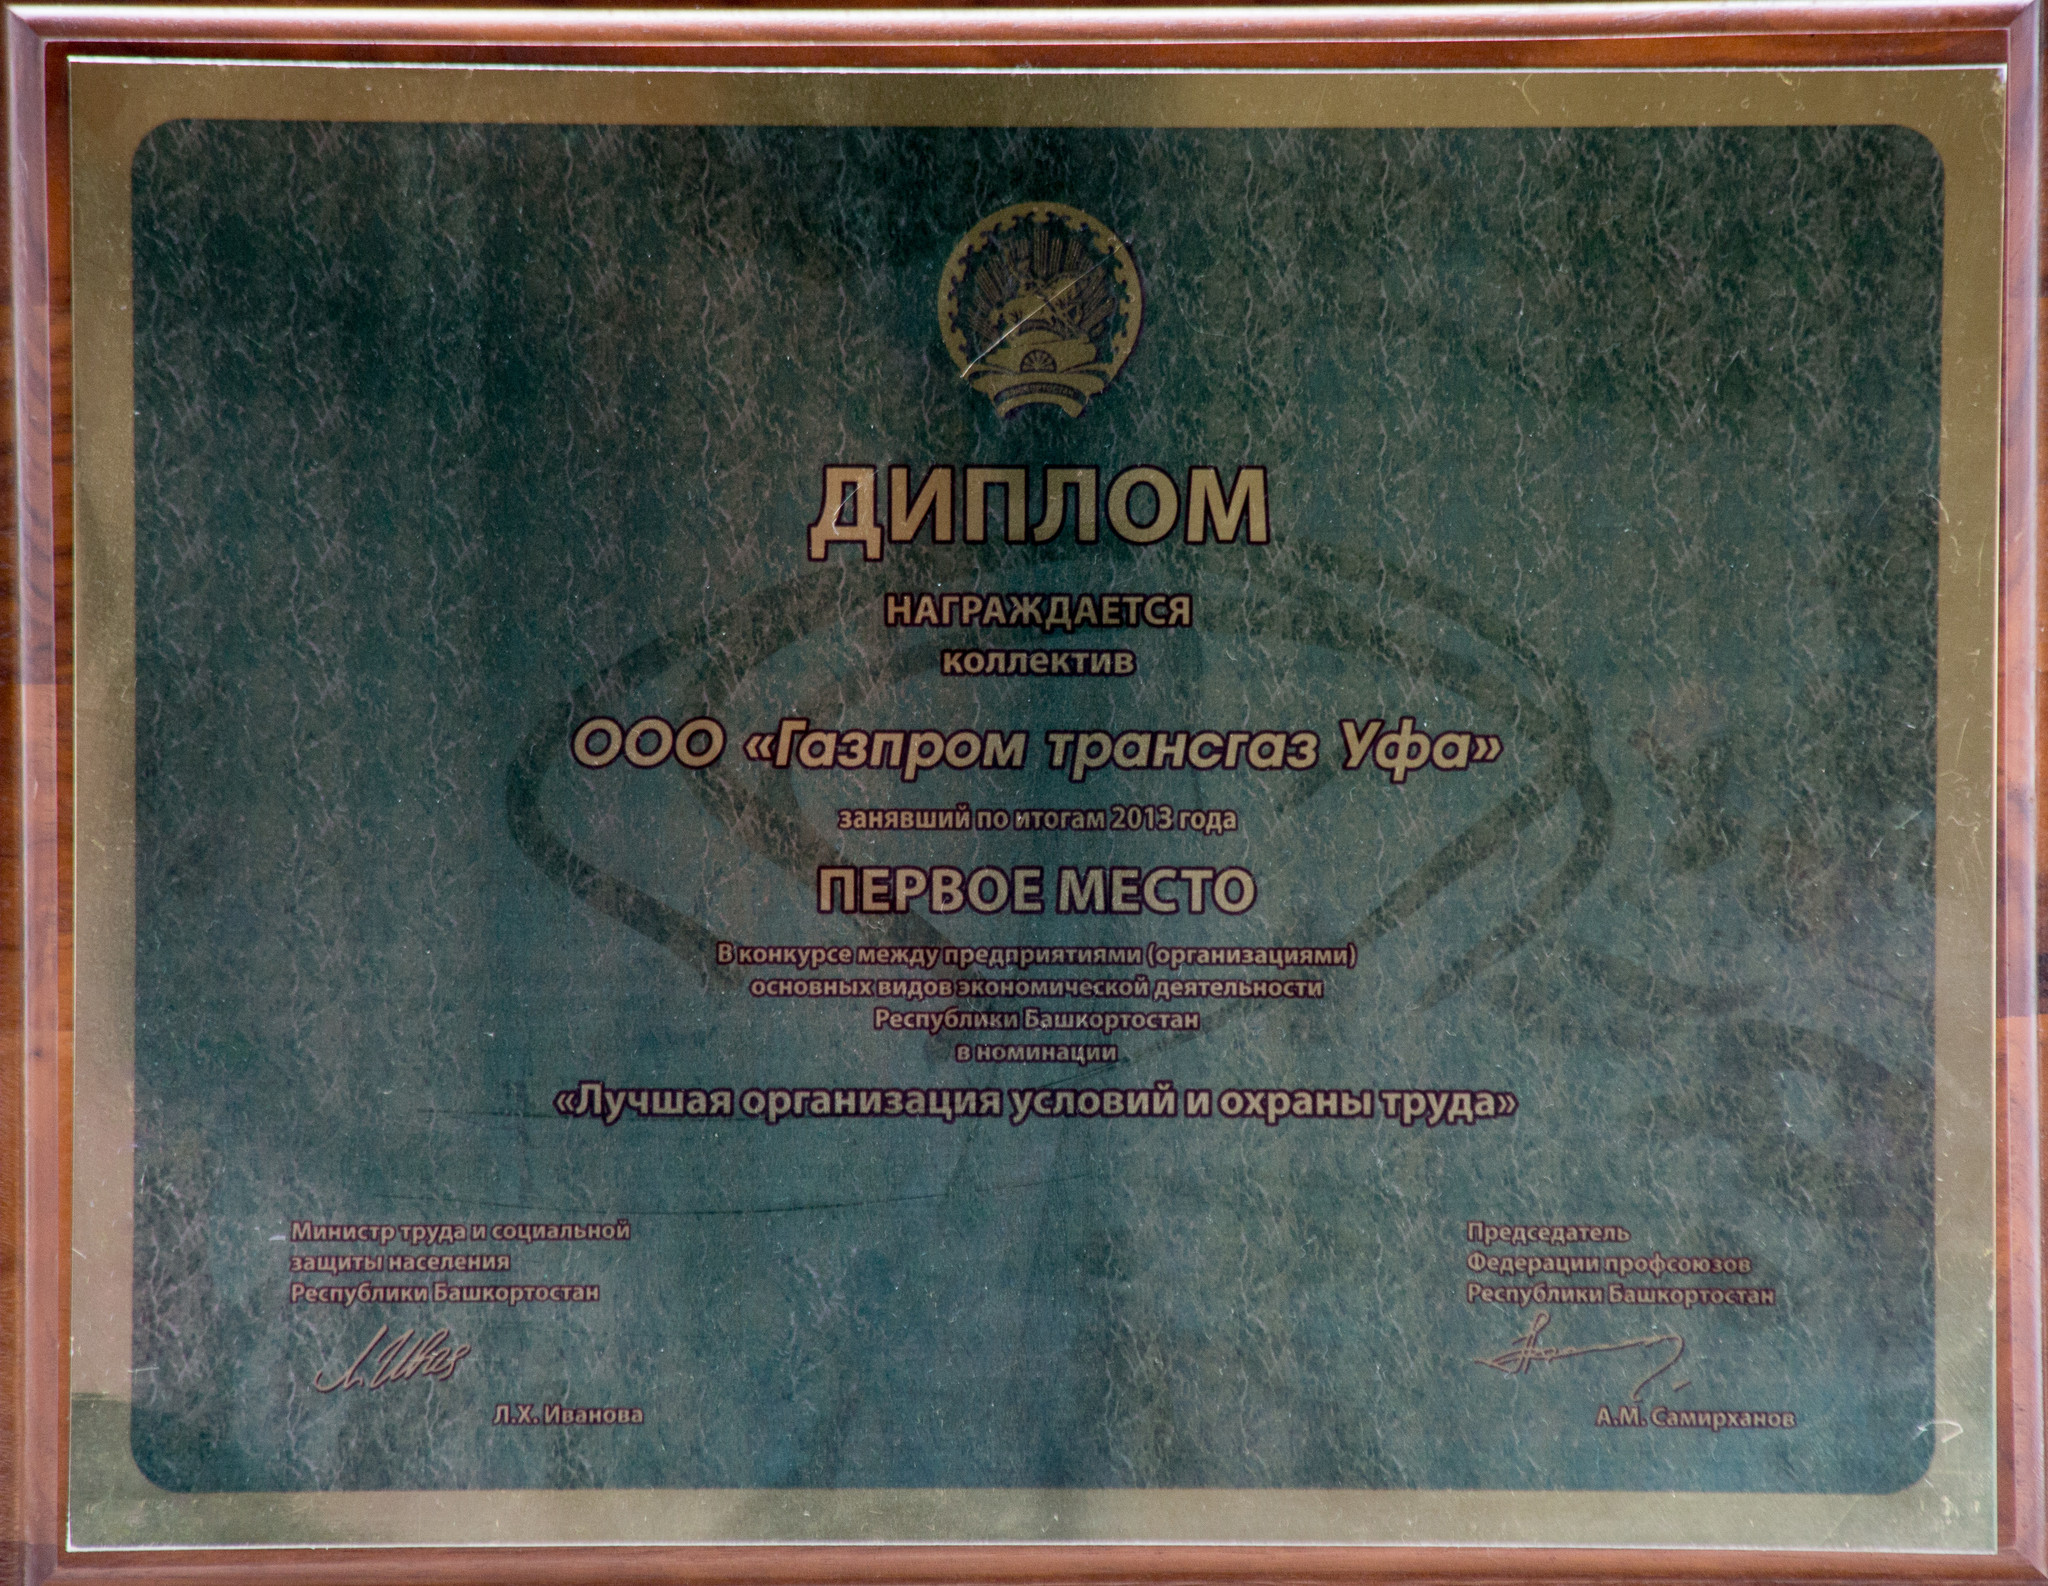 ДИПЛОМ
НАГРАЖДАЕТСЯ
коллектив
ООО «Газпром трансгаз Уфа»
занявший по итогам 2013 года
ПЕРВОЕ МЕСТО
В конкурсе между предприятиями (организациями)
основных видов экономической деятельности
Республики Башкортостан
в номинации
«Лучшая организация условий и охраны труда»
Министр труда и социальной
защиты населения
Республики Башкортостан
Л.Х. Иванова
Председатель
Федерации профсоюзов
Республики Башкортостан
А.М. Самирханов